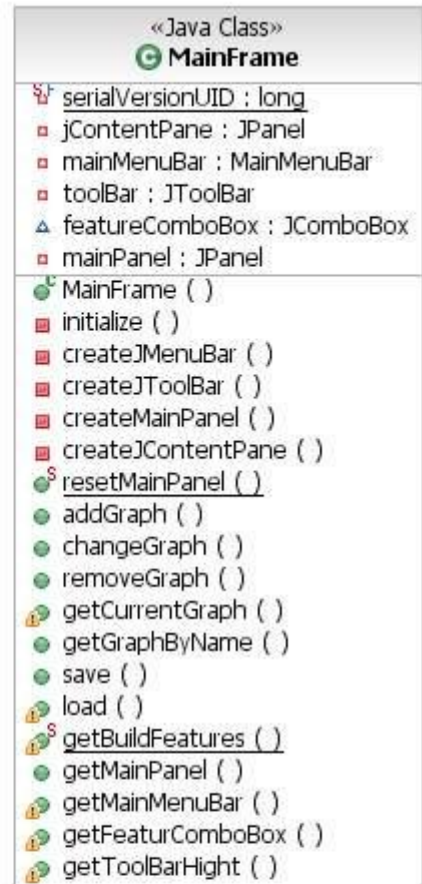 «Java Class»
C MainFrame
S F serialVersionUID : long
jContentPane : JPanel
mainMenuBar : MainMenuBar
toolBar : JToolBar
featureComboBox : JComboBox
mainPanel : JPanel
C MainFrame ( )
initialize ( )
createJMenuBar ( )
createJToolBar ( )
createMainPanel ( )
createJContentPane ( )
S resetMainPanel ( )
addGraph ( )
changeGraph ( )
removeGraph ( )
getCurrentGraph ( )
getGraphByName ( )
save ( )
load ( )
S getBuildFeatures ( )
getMainPanel ( )
getMainMenuBar ( )
getFeaturComboBox ( )
getToolBarHight ( )